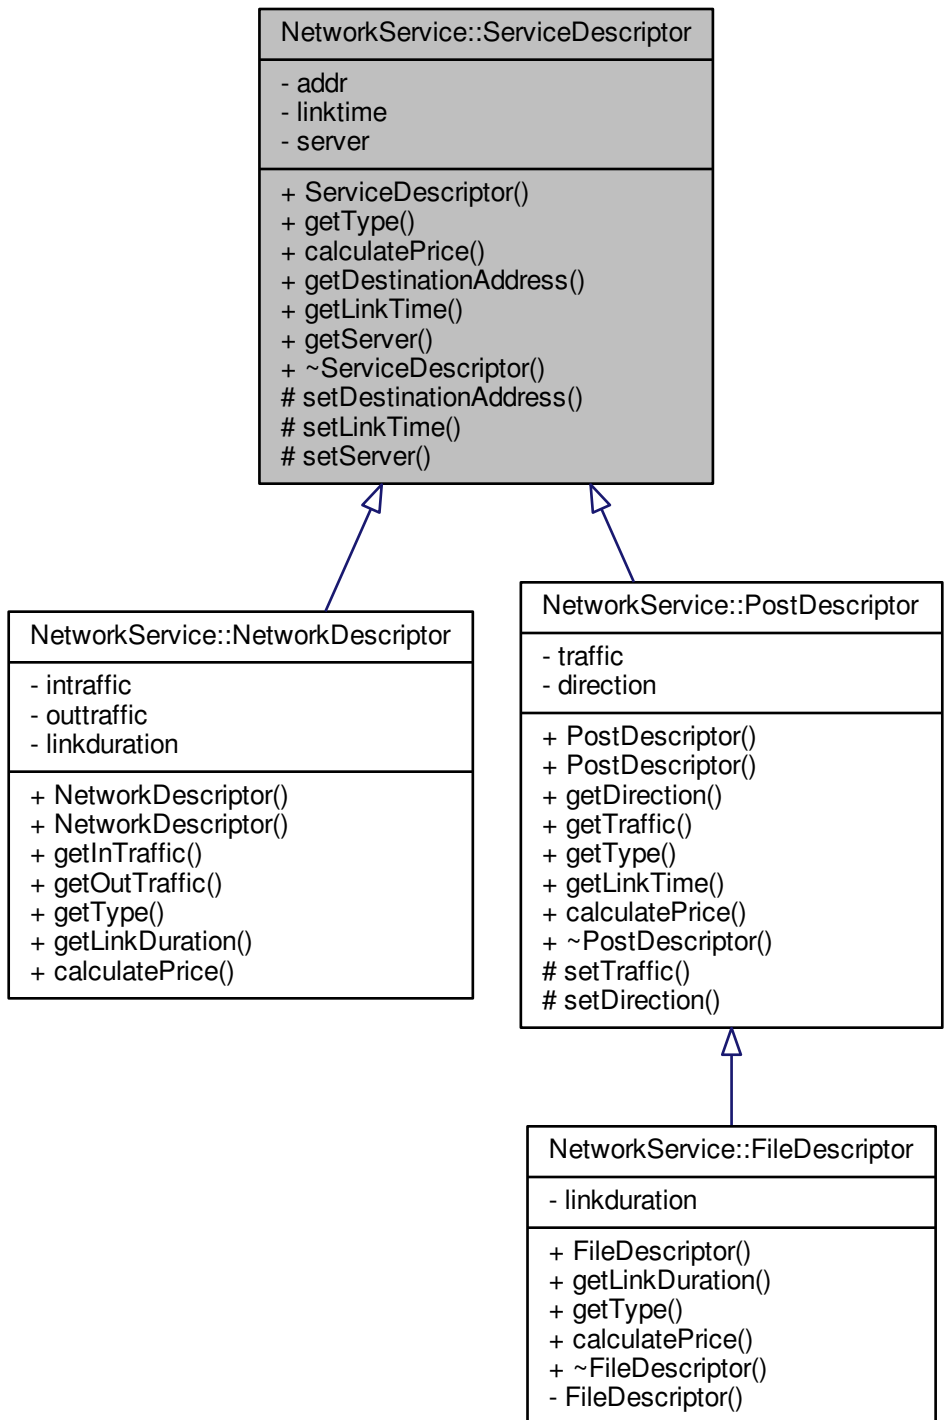 NetworkService::ServiceDescriptor
- addr
- linktime
- server
+ ServiceDescriptor()
+ getType()
+ calculatePrice()
+ getDestinationAddress()
+ getLinkTime()
+ getServer()
+ ~ServiceDescriptor()
# setDestinationAddress()
# setLinkTime()
# setServer()
NetworkService::NetworkDescriptor
- intraffic
- outtraffic
- linkduration
+ NetworkDescriptor()
+ NetworkDescriptor()
+ getInTraffic()
+ getOutTraffic()
+ getType()
+ getLinkDuration()
+ calculatePrice()
NetworkService::PostDescriptor
- traffic
- direction
+ PostDescriptor()
+ PostDescriptor()
+ getDirection()
+ getTraffic()
+ getType()
+ getLinkTime()
+ calculatePrice()
+ ~PostDescriptor()
# setTraffic()
# setDirection()
NetworkService::FileDescriptor
- linkduration
+ FileDescriptor()
+ getLinkDuration()
+ getType()
+ calculatePrice()
+ ~FileDescriptor()
- FileDescriptor()